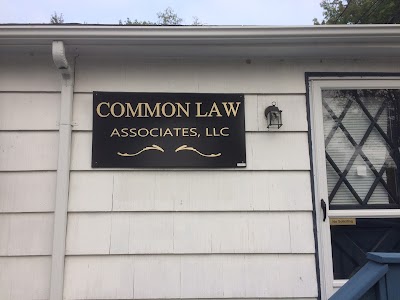 COMMON LAW
ASSOCIATES, LLC